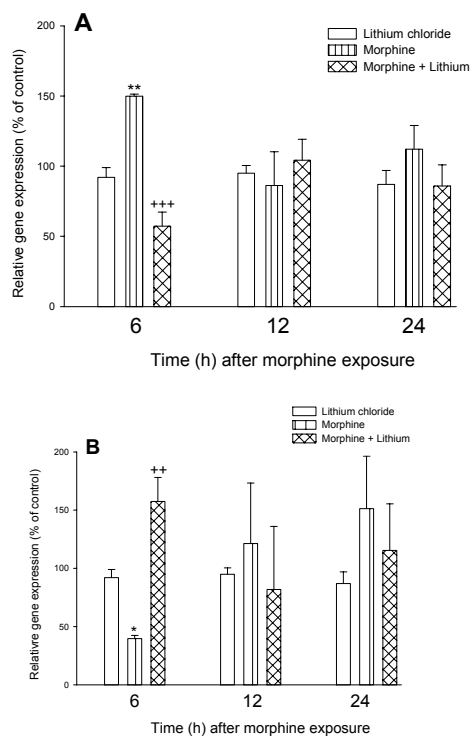 A
Lithium chloride
Morphine
Morphine + Lithium
Relative gene expression (% of control)
200
150
100
50
0
**
+++
6 12 24
Time (h) after morphine exposure
B
Lithium chloride
Morphine
Morphine + Lithium
Relativre gene expression (% of control)
200
150
100
50
0
*
++
6 12 24
Time (h) after morphine exposure